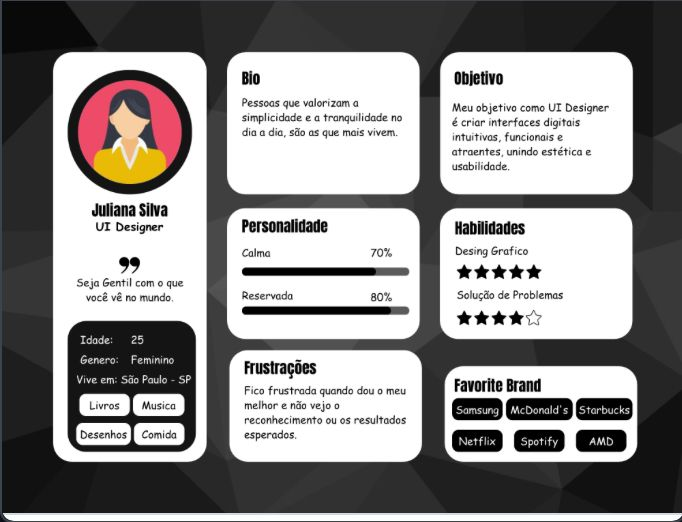 Juliana Silva
UI Designer
Seja Gentil com o que
você vê no mundo.
Idade: 25
Genero: Feminino
Vive em: São Paulo - SP
Livros Musica
Desenhos Comida
Bio
Pessoas que valorizam a
simplicidade e a tranquilidade no
dia a dia, são as que mais vivem.
Objetivo
Meu objetivo como UI Designer
é criar interfaces digitais
intuitivas, funcionais e
atraentes, unindo estética e
usabilidade.
Personalidade
Calma 70%
Reservada 80%
Habilidades
Desing Grafico
Solução de Problemas
Frustrações
Fico frustrada quando dou o meu
melhor e não vejo o
reconhecimento ou os resultados
esperados.
Favorite Brand
Samsung McDonald's Starbucks
Netflix Spotify AMD